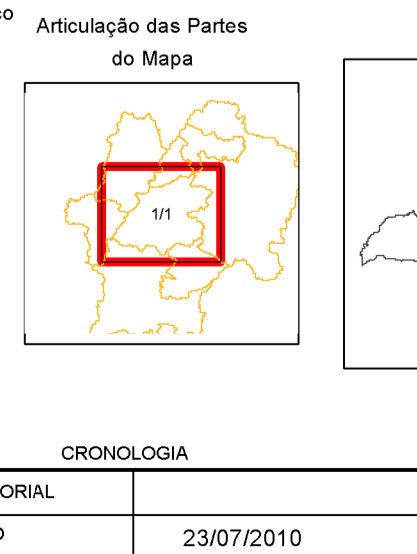 Articulação das Partes
do Mapa
1/1
CRONOLOGIA
ORIAL
23/07/2010